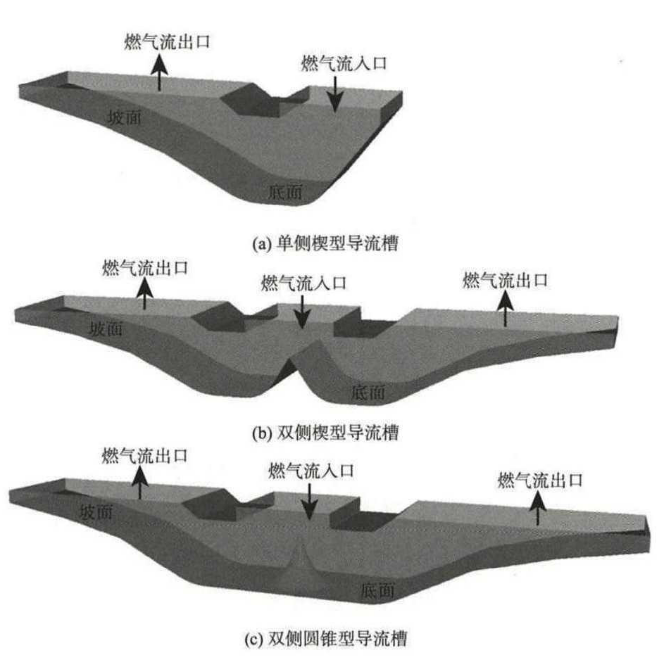 燃气流出口
燃气流入口
坡面
底面
(a) 单侧楔型导流槽
燃气流出口
燃气流入口
燃气流出口
坡面
底面
(b) 双侧楔型导流槽
燃气流出口
燃气流入口
燃气流出口
坡面
底面
(c) 双侧圆锥型导流槽